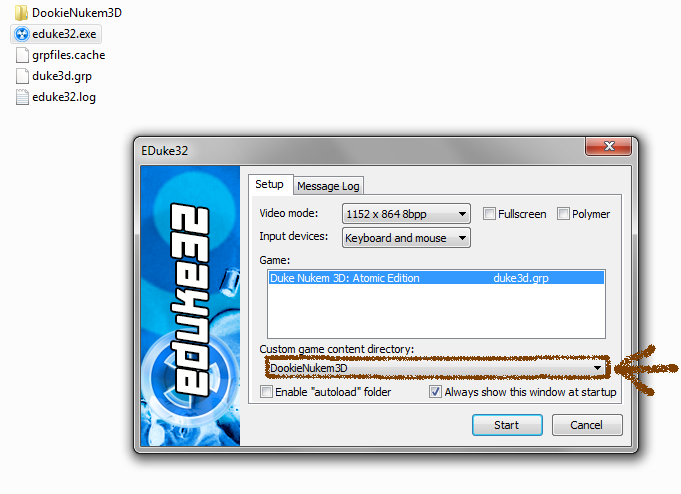 DookieNukem3D
eduke32.exe
grpfiles.cache
duke3d.grp
eduke32.log
EDuke32
eduke32
Setup Message Log
Video mode: 1152 x 864 8bpp Fullscreen Polymer
Input devices: Keyboard and mouse
Game:
Duke Nukem 3D: Atomic Edition duke3d.grp
Custom game content directory:
DookieNukem3D
Enable "autoload" folder Always show this window at startup
Start Cancel